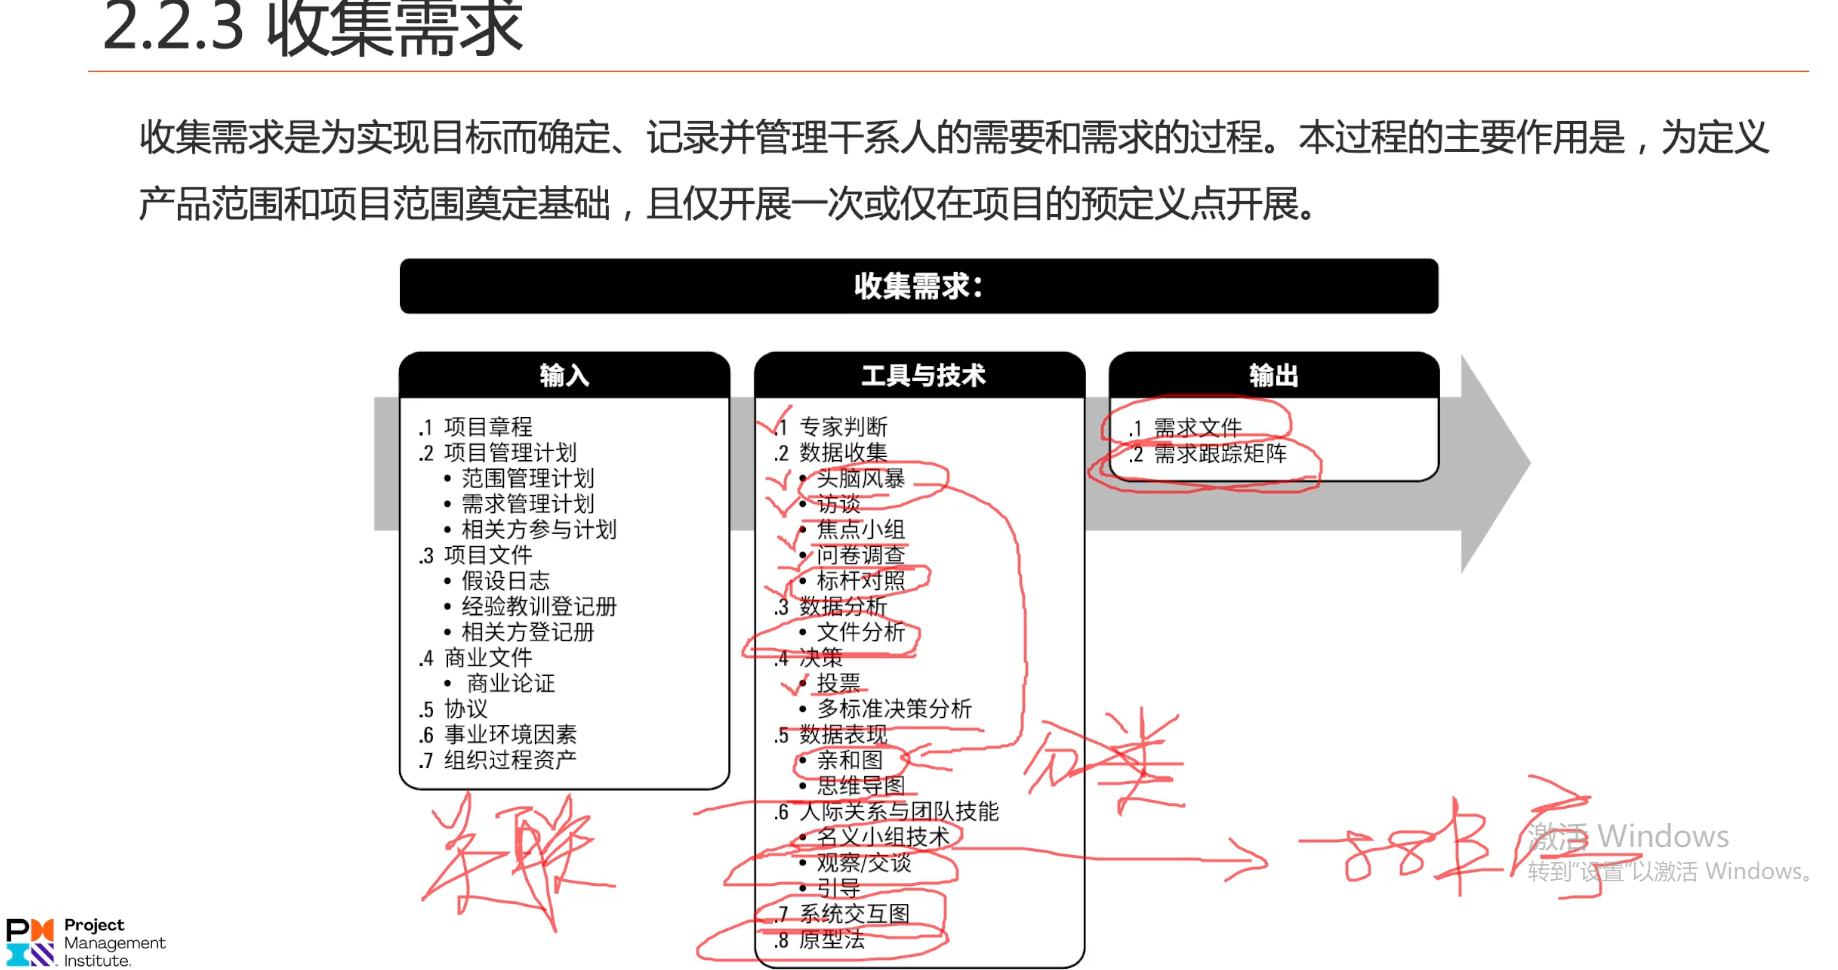 2.2.3 收集需求
收集需求是为实现目标而确定、记录并管理干系人的需要和需求的过程。本过程的主要作用是，为定义
产品范围和项目范围奠定基础，且仅开展一次或仅在项目的预定义点开展。
收集需求：
输入
.1 项目章程
.2 项目管理计划
• 范围管理计划
• 需求管理计划
• 相关方参与计划
.3 项目文件
• 假设日志
• 经验教训登记册
• 相关方登记册
.4 商业文件
• 商业论证
.5 协议
.6 事业环境因素
.7 组织过程资产
工具与技术
.1 专家判断
.2 数据收集
• 头脑风暴
• 访谈
• 焦点小组
• 问卷调查
• 标杆对照
.3 数据分析
• 文件分析
.4 决策
• 投票
• 多标准决策分析
.5 数据表现
• 亲和图
• 思维导图
.6 人际关系与团队技能
• 名义小组技术
• 观察/交谈
• 引导
.7 系统交互图
.8 原型法
输出
.1 需求文件
.2 需求跟踪矩阵
分类
关联
激活 Windows
转到“设置”以激活 Windows。
Project
Management
Institute.